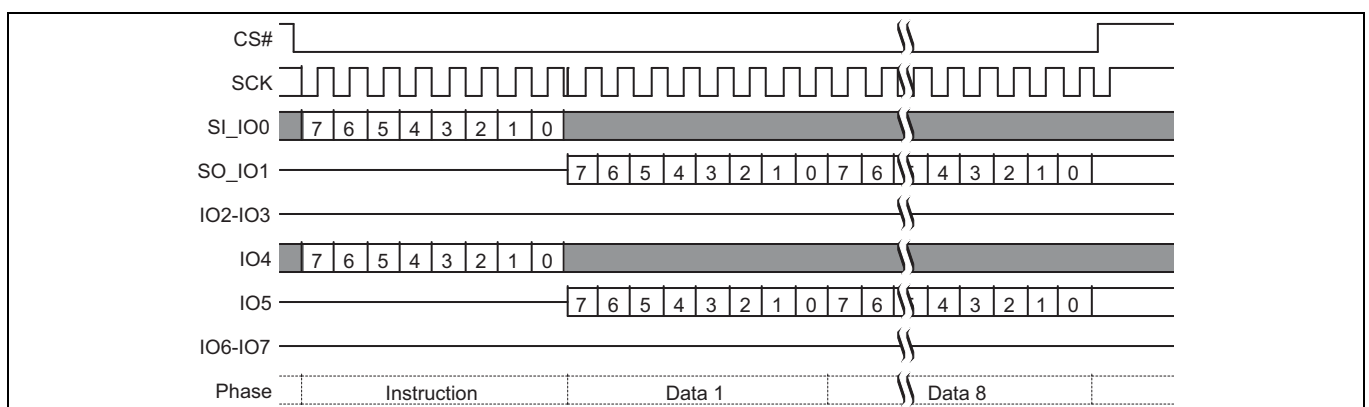 CS#
SCK
SI_IO0 7 6 5 4 3 2 1 0
SO_IO1 7 6 5 4 3 2 1 0 7 6 4 3 2 1 0
IO2-IO3
IO4 7 6 5 4 3 2 1 0
IO5 7 6 5 4 3 2 1 0 7 6 4 3 2 1 0
IO6-IO7
Phase Instruction Data 1 Data 8